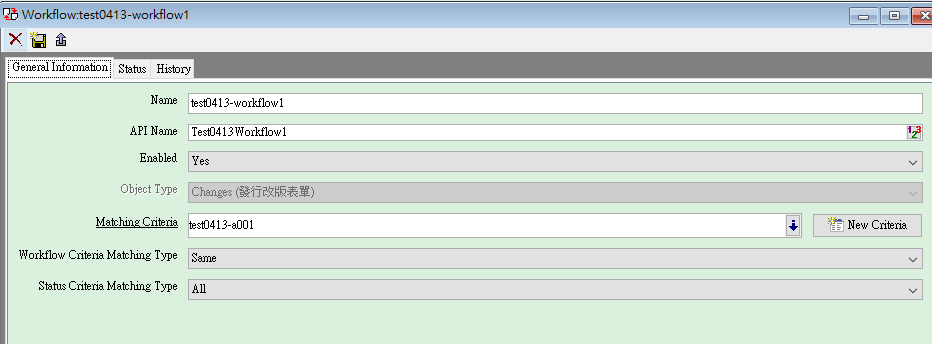 Workflow:test0413-workflow1
General Information Status History
Name test0413-workflow1
API Name Test0413Workflow1
Enabled Yes
Object Type Changes (發行改版表單)
Matching Criteria test0413-a001 New Criteria
Workflow Criteria Matching Type Same
Status Criteria Matching Type All